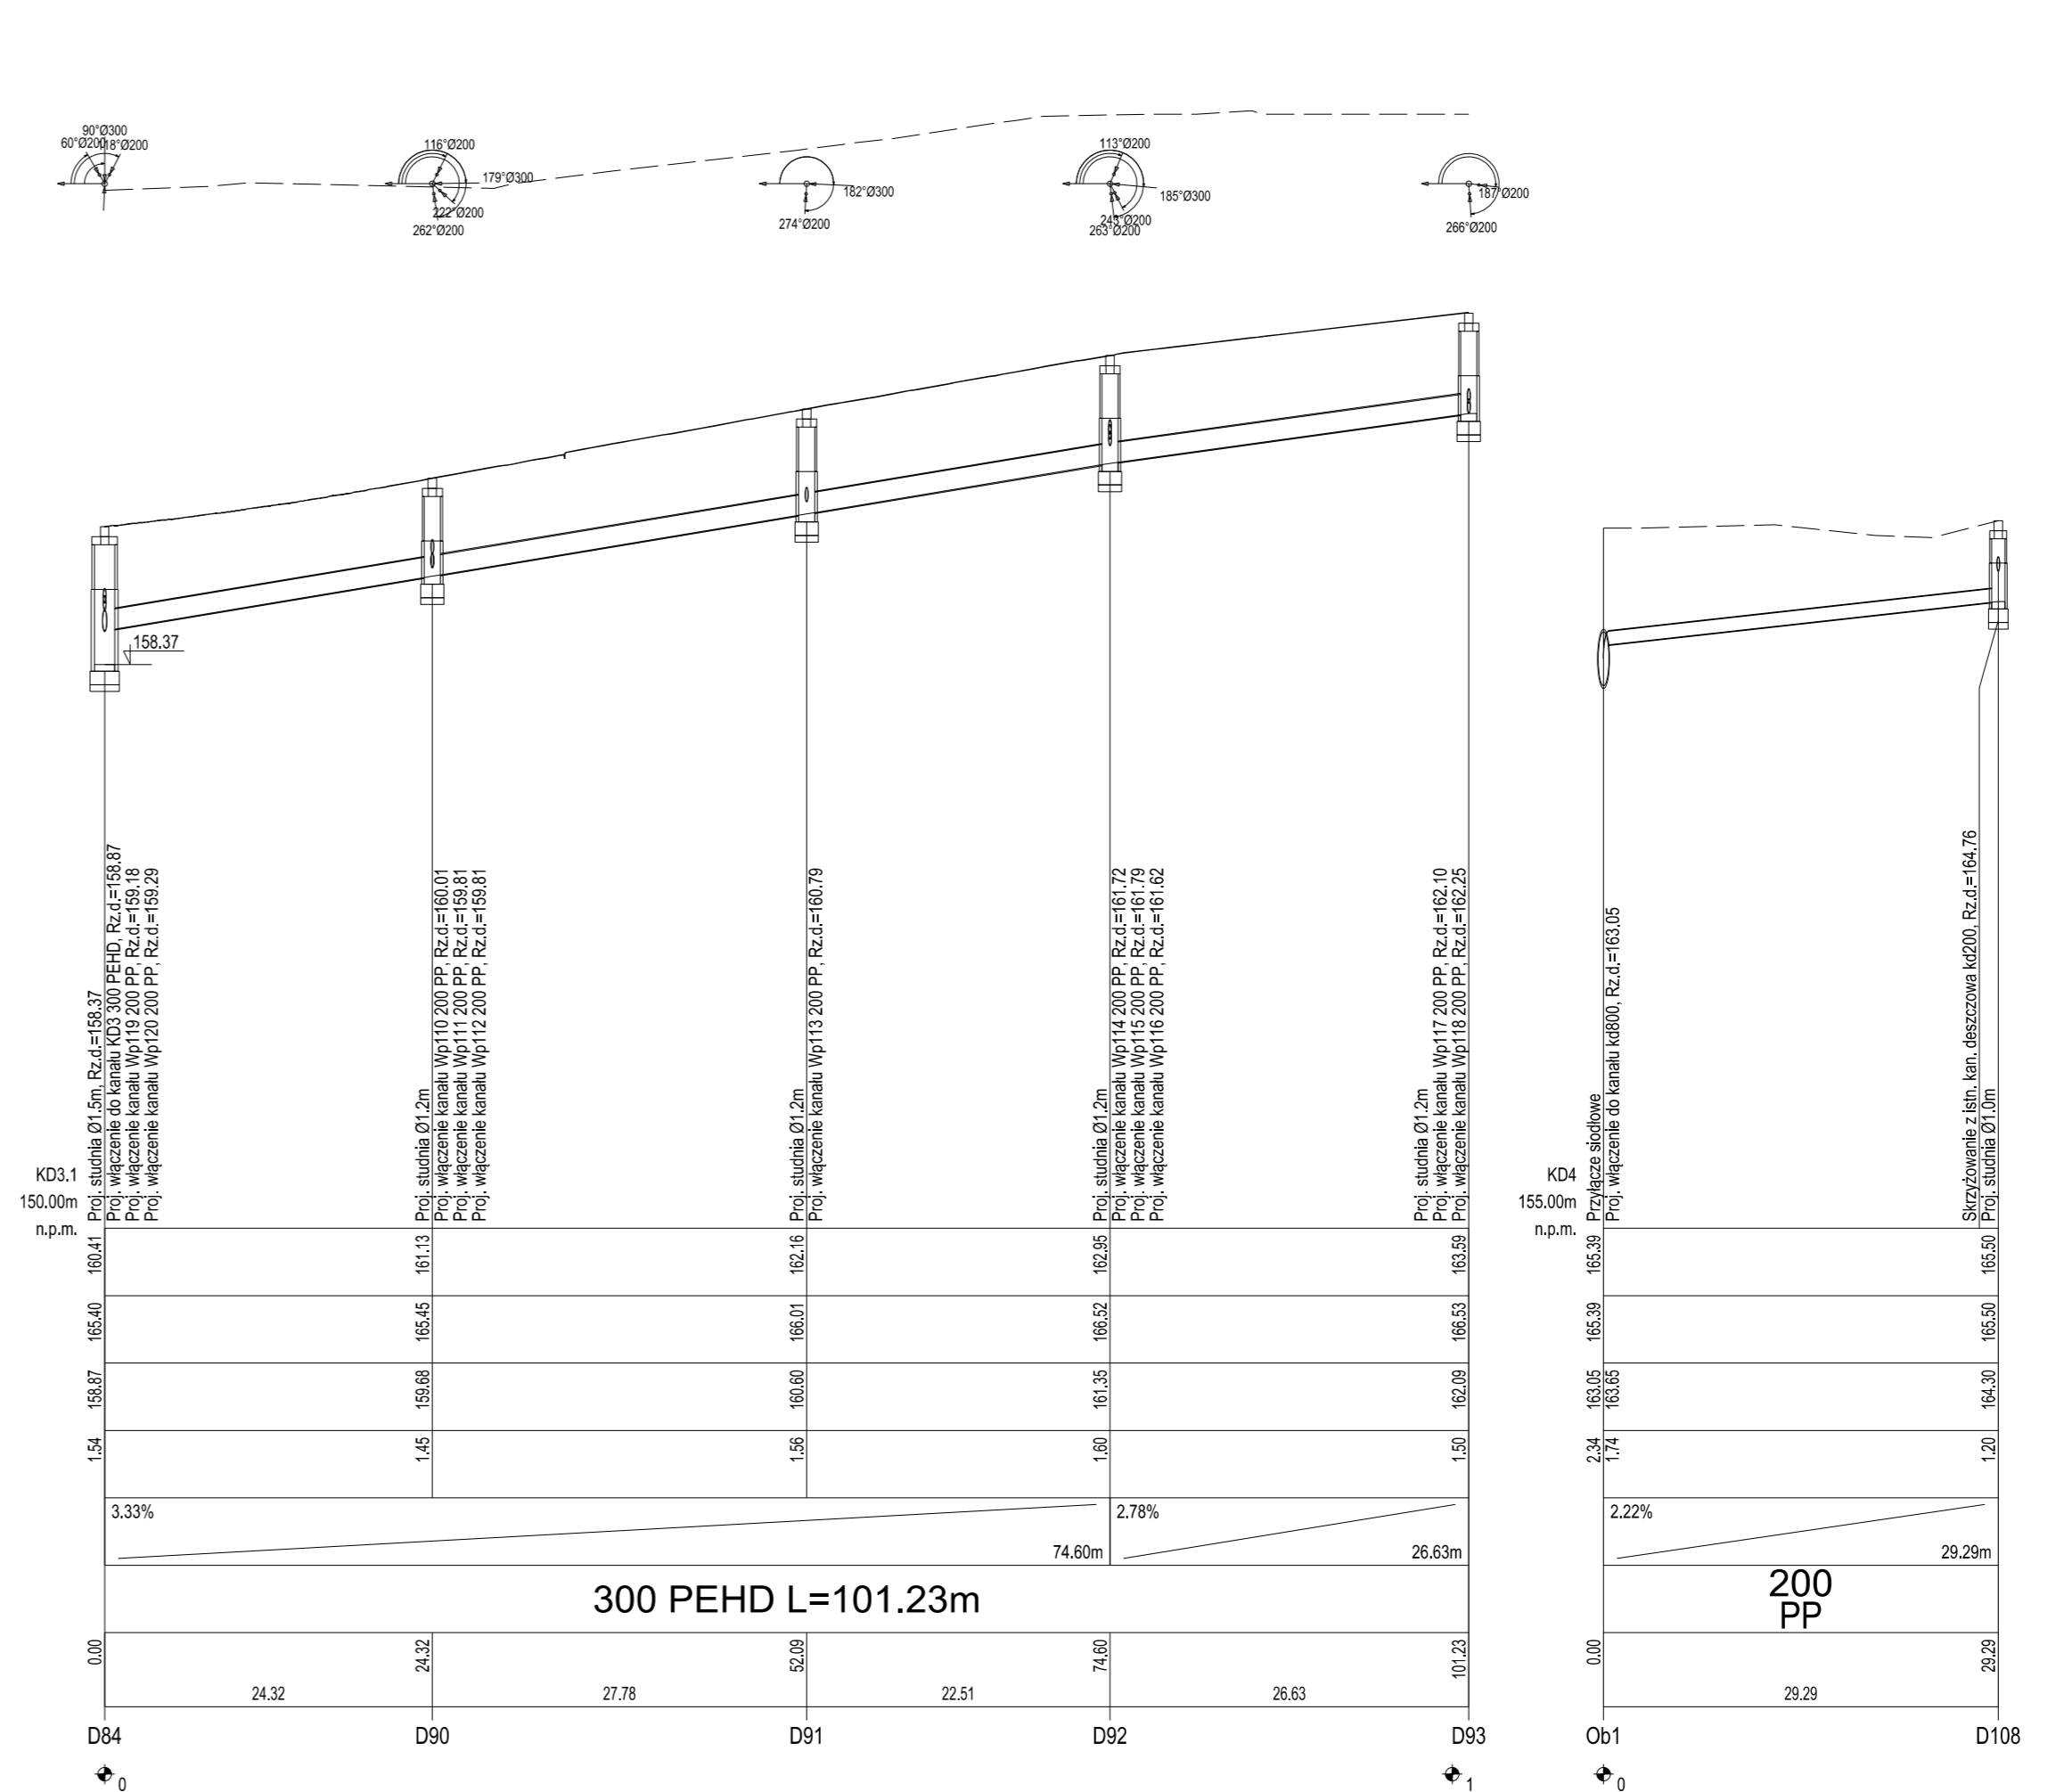 90°Ø300
60°Ø200
118°Ø200
116°Ø200
179°Ø300
222°Ø200
262°Ø200
182°Ø300
274°Ø200
113°Ø200
185°Ø300
245°Ø200
263°Ø200
187°Ø200
266°Ø200
158.37
KD3.1
150.00m
n.p.m.
Proj. studnia Ø1.5m, Rz.d.=158.37
Proj. włączenie do kanału KD3 300 PEHD, Rz.d.=158.87
Proj. włączenie kanału Wp119 200 PP, Rz.d.=159.18
Proj. włączenie kanału Wp120 200 PP, Rz.d.=159.29
Proj. studnia Ø1.2m
Proj. włączenie kanału Wp110 200 PP, Rz.d.=160.01
Proj. włączenie kanału Wp111 200 PP, Rz.d.=159.81
Proj. włączenie kanału Wp112 200 PP, Rz.d.=159.81
Proj. studnia Ø1.2m
Proj. włączenie kanału Wp113 200 PP, Rz.d.=160.79
Proj. studnia Ø1.2m
Proj. włączenie kanału Wp114 200 PP, Rz.d.=161.72
Proj. włączenie kanału Wp115 200 PP, Rz.d.=161.79
Proj. włączenie kanału Wp116 200 PP, Rz.d.=161.62
Proj. studnia Ø1.2m
Proj. włączenie kanału Wp117 200 PP, Rz.d.=162.10
Proj. włączenie kanału Wp118 200 PP, Rz.d.=162.25
KD4
155.00m
n.p.m.
Przyłącze siodłowe
Proj. włączenie do kanału kd800, Rz.d.=163.05
Skrzyżowanie z istn. kan. deszczowa kd200, Rz.d.=164.76
Proj. studnia Ø1.0m
160.41 161.13 162.16 162.95 163.59 165.39 165.50
165.40 165.45 166.01 166.52 166.53 165.39 165.50
158.87 159.68 160.60 161.35 162.09 163.05 163.65 164.30
1.54 1.45 1.56 1.60 1.50 2.34 1.74 1.20
3.33% 2.78% 2.22%
74.60m 26.63m 29.29m
300 PEHD L=101.23m
200
PP
0.00 24.32 52.09 74.60 101.23 0.00 29.29
24.32 27.78 22.51 26.63 29.29
D84 D90 D91 D92 D93 Ob1 D108
0 1 0